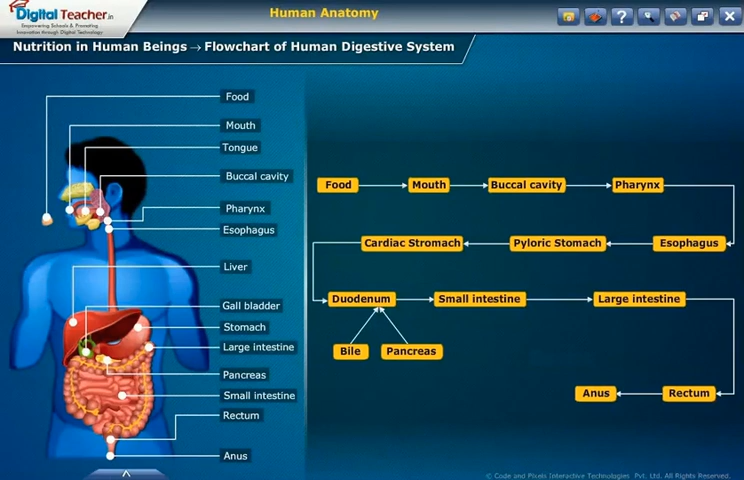 Digital Teacher.in
Empowering Schools & Promoting
Innovative through Digital Technology
Human Anatomy
Nutrition in Human Beings → Flowchart of Human Digestive System
Food
Mouth
Tongue
Buccal cavity
Pharynx
Esophagus
Liver
Gall bladder
Stomach
Large intestine
Pancreas
Small intestine
Rectum
Anus
Food
Mouth
Buccal cavity
Pharynx
Cardiac Stromach
Pyloric Stomach
Esophagus
Duodenum
Small intestine
Large intestine
Bile
Pancreas
Anus
Rectum
© Code and Pixels Interactive Technologies Pvt. Ltd. All Rights Reserved.